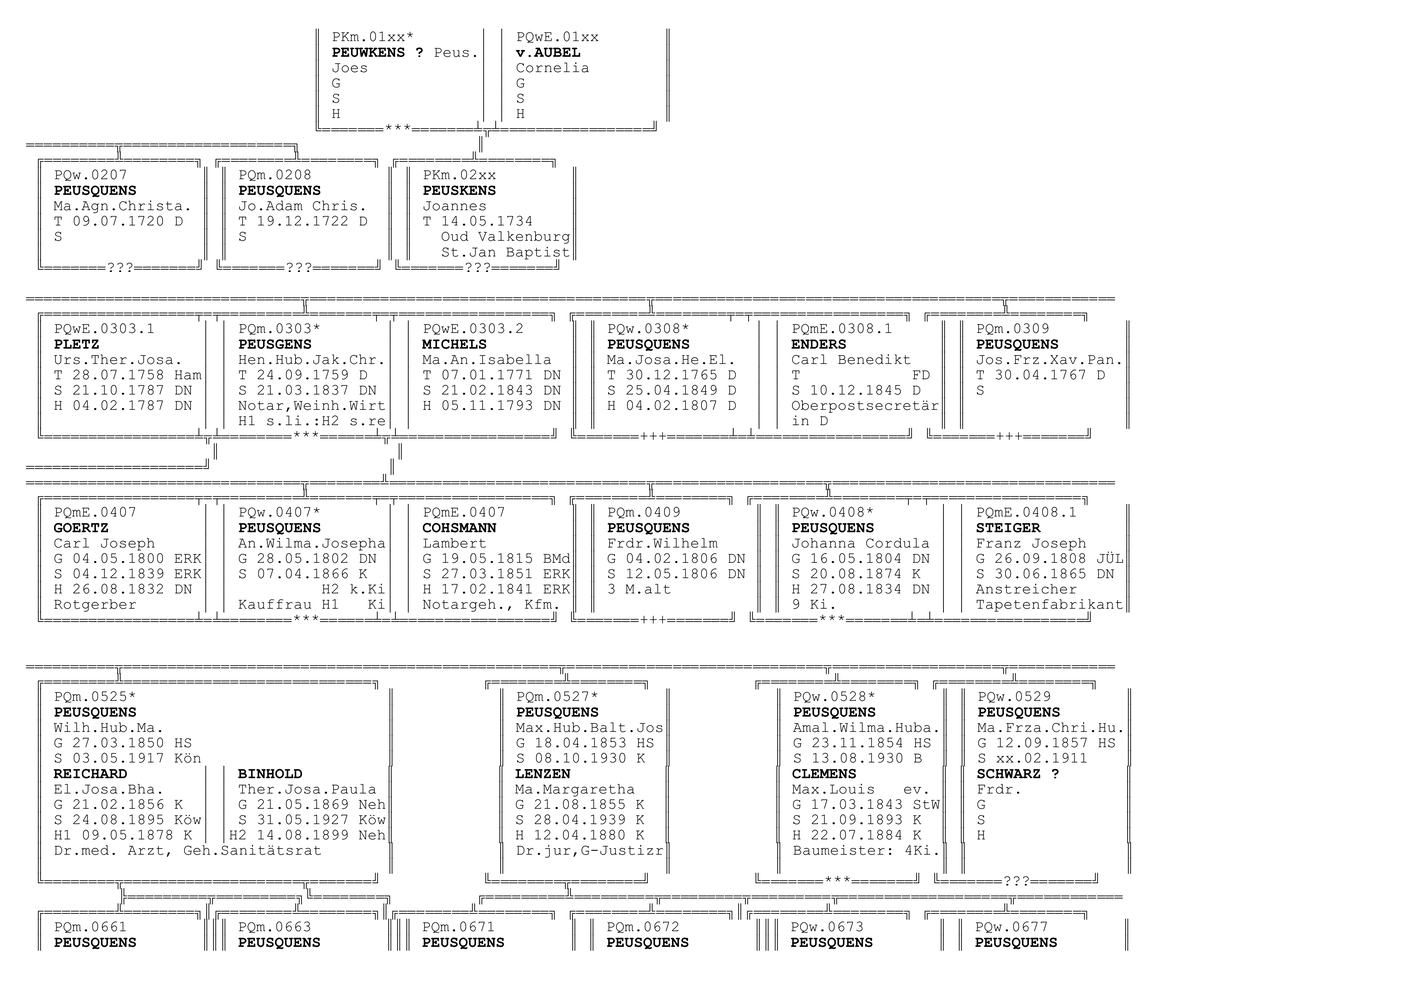 PKm.01xx* PQwE.01xx
PEUWKENS ? Peus. v.AUBEL
Joes Cornelia
G G
S S
H H
***
PQw.0207 PQm.0208 PKm.02xx
PEUSQUENS PEUSQUENS PEUSKENS
Ma.Agn.Christa. Jo.Adam Chris. Joannes
T 09.07.1720 D T 19.12.1722 D T 14.05.1734
S S Oud Valkenburg
St.Jan Baptist
??? ??? ???
PQwE.0303.1 PQm.0303* PQwE.0303.2 PQw.0308* PQmE.0308.1 PQm.0309
PLETZ PEUSGENS MICHELS PEUSQUENS ENDERS PEUSQUENS
Urs.Ther.Josa. Hen.Hub.Jak.Chr. Ma.An.Isabella Ma.Josa.He.El. Carl Benedikt Jos.Frz.Xav.Pan.
T 28.07.1758 Ham T 24.09.1759 D T 07.01.1771 DN T 30.12.1765 D T FD T 30.04.1767 D
S 21.10.1787 DN S 21.03.1837 DN S 21.02.1843 DN S 25.04.1849 D S 10.12.1845 D S
H 04.02.1787 DN Notar,Weinh.Wirt H 05.11.1793 DN H 04.02.1807 D Oberpostsecretär
H1 s.li.:H2 s.re in D
*** +++ +++
PQmE.0407 PQw.0407* PQmE.0407 PQm.0409 PQw.0408* PQmE.0408.1
GOERTZ PEUSQUENS COHSMANN PEUSQUENS PEUSQUENS STEIGER
Carl Joseph An.Wilma.Josepha Lambert Frdr.Wilhelm Johanna Cordula Franz Joseph
G 04.05.1800 ERK G 28.05.1802 DN G 19.05.1815 BMd G 04.02.1806 DN G 16.05.1804 DN G 26.09.1808 JÜL
S 04.12.1839 ERK S 07.04.1866 K S 27.03.1851 ERK S 12.05.1806 DN S 20.08.1874 K S 30.06.1865 DN
H 26.08.1832 DN H2 k.Ki H 17.02.1841 ERK 3 M.alt H 27.08.1834 DN Anstreicher
Rotgerber Kauffrau H1 Ki Notargeh., Kfm. 9 Ki. Tapetenfabrikant
*** +++ ***
PQm.0525* PQm.0527* PQw.0528* PQw.0529
PEUSQUENS PEUSQUENS PEUSQUENS PEUSQUENS
Wilh.Hub.Ma. Max.Hub.Balt.Jos Amal.Wilma.Huba. Ma.Frza.Chri.Hu.
G 27.03.1850 HS G 18.04.1853 HS G 23.11.1854 HS G 12.09.1857 HS
S 03.05.1917 Kön S 08.10.1930 K S 13.08.1930 B S xx.02.1911
REICHARD BINHOLD LENZEN CLEMENS SCHWARZ ?
El.Josa.Bha. Ther.Josa.Paula Ma.Margaretha Max.Louis ev. Frdr.
G 21.02.1856 K G 21.05.1869 Neh G 21.08.1855 K G 17.03.1843 StW G
S 24.08.1895 Köw S 31.05.1927 Köw S 28.04.1939 K S 21.09.1893 K S
H1 09.05.1878 K H2 14.08.1899 Neh H 12.04.1880 K H 22.07.1884 K H
Dr.med. Arzt, Geh.Sanitätsrat Dr.jur,G-Justizr Baumeister: 4Ki.
*** ???
PQm.0661 PQm.0663 PQm.0671 PQm.0672 PQw.0673 PQw.0677
PEUSQUENS PEUSQUENS PEUSQUENS PEUSQUENS PEUSQUENS PEUSQUENS